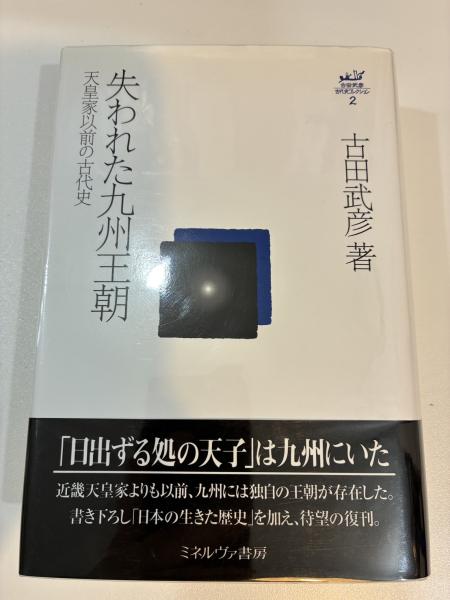 古田武彦
古代史コレクション
2
古田武彦 著
失われた九州王朝
天皇家以前の古代史
「日出ずる処の天子」は九州にいた
近畿天皇家よりも以前、九州には独自の王朝が存在した。
書き下ろし「日本の生きた歴史」を加え、待望の復刊。
ミネルヴァ書房